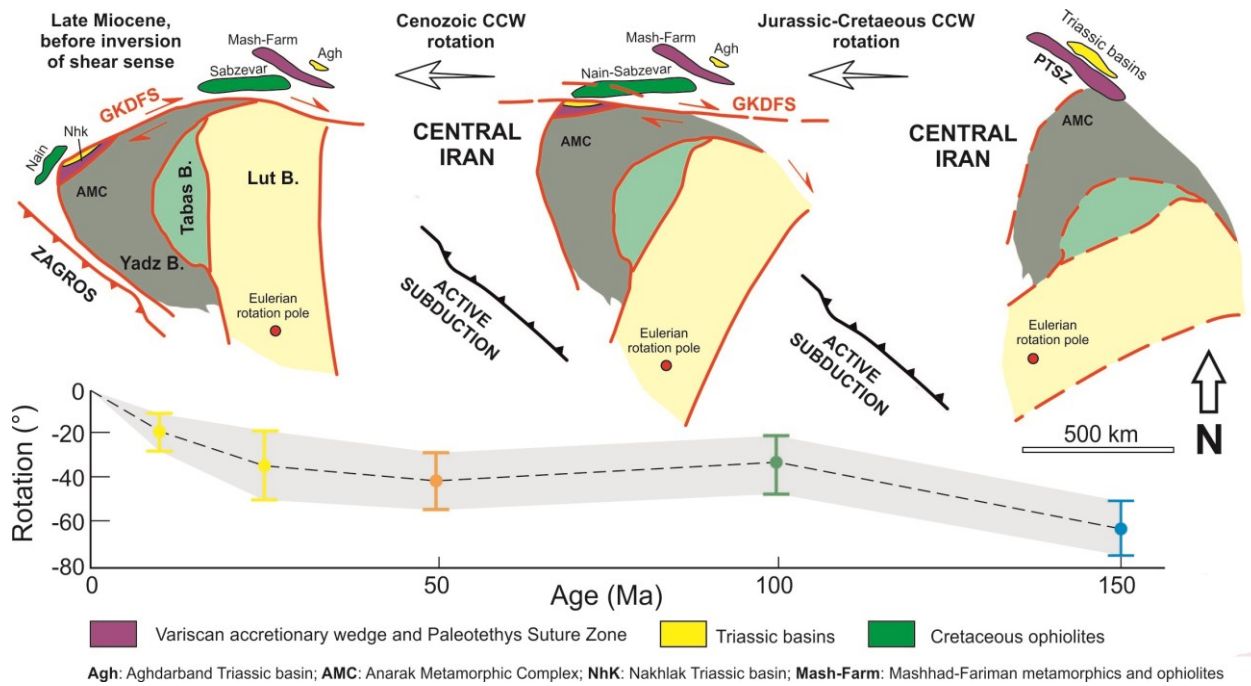 Late Miocene,
before inversion
of shear sense
Cenozoic CCW
rotation
Jurassic-Cretaceous CCW
rotation
Mash-Farm
Agh
Sabzevar
GKDFS
Nhk
Nain
AMC
Tabas B.
Lut B.
Yadz B.
ZAGROS
Eulerian
rotation pole
Mash-Farm
Agh
Nain-Sabzevar
GKDFS
CENTRAL
IRAN
AMC
ACTIVE
SUBDUCTION
Eulerian
rotation pole
Triassic basins
PTSZ
AMC
CENTRAL
IRAN
ACTIVE
SUBDUCTION
Eulerian
rotation pole
N
500 km
Rotation (°)
0
-20
-40
-60
-80
0
50
100
150
Age (Ma)
Variscan accretionary wedge and Paleotethys Suture Zone
Triassic basins
Cretaceous ophiolites
Agh: Aghdarband Triassic basin; AMC: Anarak Metamorphic Complex; NhK: Nakhlak Triassic basin; Mash-Farm: Mashhad-Fariman metamorphics and ophiolites